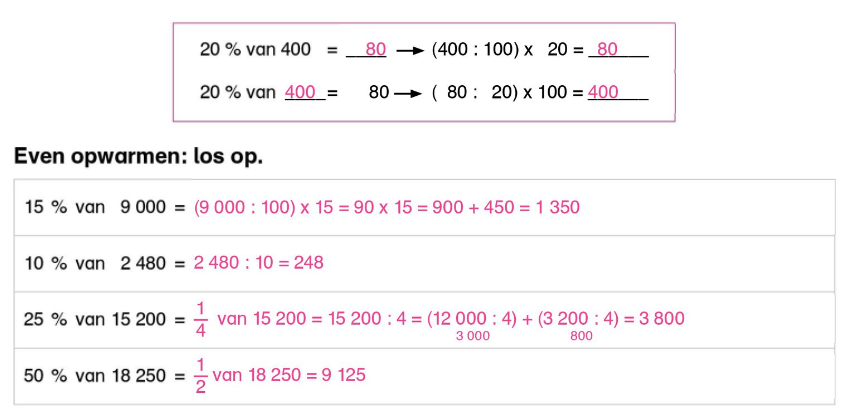 20 % van 400 = 80 → (400 : 100) x 20 = 80
20 % van 400 = 80 → ( 80 : 20) x 100 = 400
Even opwarmen: los op.
15 % van 9 000 = (9 000 : 100) x 15 = 90 x 15 = 900 + 450 = 1 350
10 % van 2 480 = 2 480 : 10 = 248
25 % van 15 200 = 1/4 van 15 200 = 15 200 : 4 = (12 000 : 4) + (3 200 : 4) = 3 800
3 000 800
50 % van 18 250 = 1/2 van 18 250 = 9 125